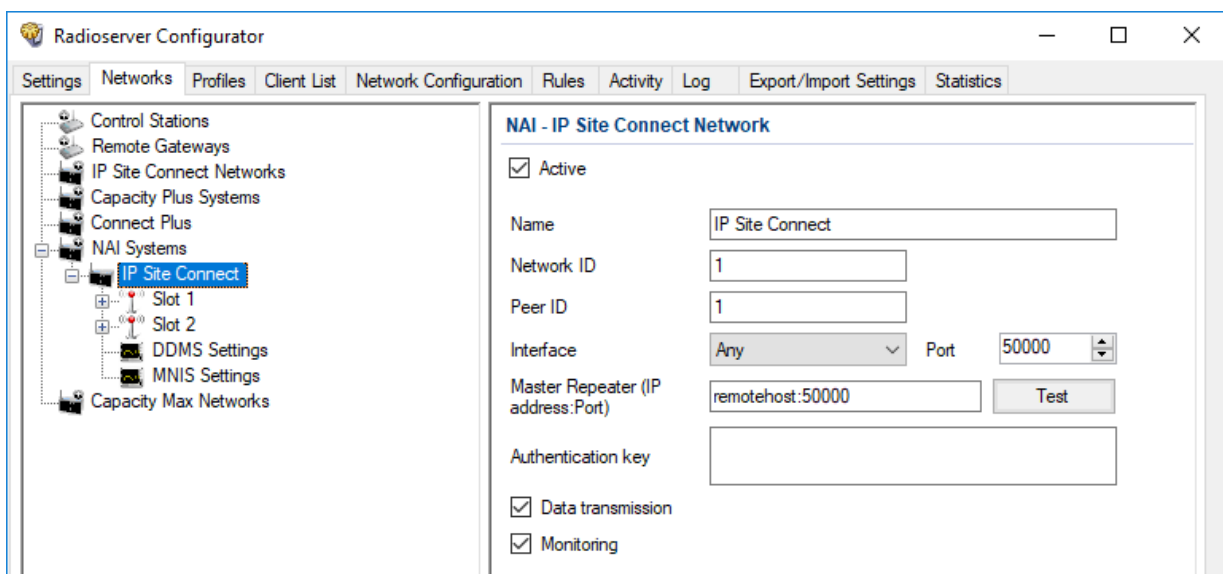 Radioserver Configurator
Settings Networks Profiles Client List Network Configuration Rules Activity Log Export/Import Settings Statistics
Control Stations
Remote Gateways
IP Site Connect Networks
Capacity Plus Systems
Connect Plus
NAI Systems
IP Site Connect
Slot 1
Slot 2
DDMS Settings
MNIS Settings
Capacity Max Networks
NAI - IP Site Connect Network
Active
Name IP Site Connect
Network ID 1
Peer ID 1
Interface Any Port 50000
Master Repeater (IP
address:Port) remotehost:50000 Test
Authentication key
Data transmission
Monitoring